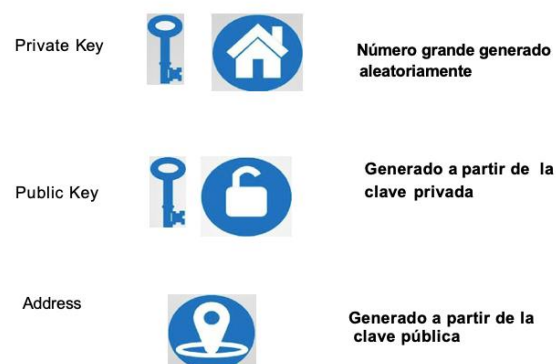 Private Key
Número grande generado
aleatoriamente
Public Key
Generado a partir de la
clave privada
Address
Generado a partir de la
clave pública